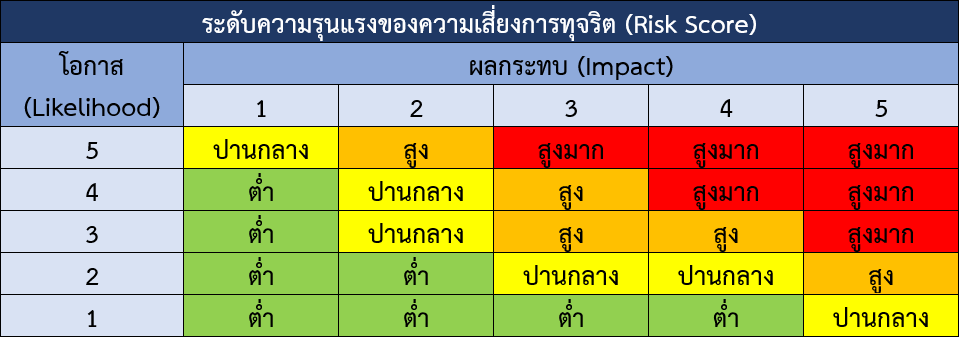 ระดับความรุนแรงของความเสี่ยงการทุจริต (Risk Score)
โอกาส (Likelihood) ผลกระทบ (Impact)
1 2 3 4 5
5 ปานกลาง สูง สูงมาก สูงมาก สูงมาก
4 ต่ำ ปานกลาง สูง สูงมาก สูงมาก
3 ต่ำ ปานกลาง สูง สูง สูงมาก
2 ต่ำ ต่ำ ปานกลาง ปานกลาง สูง
1 ต่ำ ต่ำ ต่ำ ต่ำ ปานกลาง